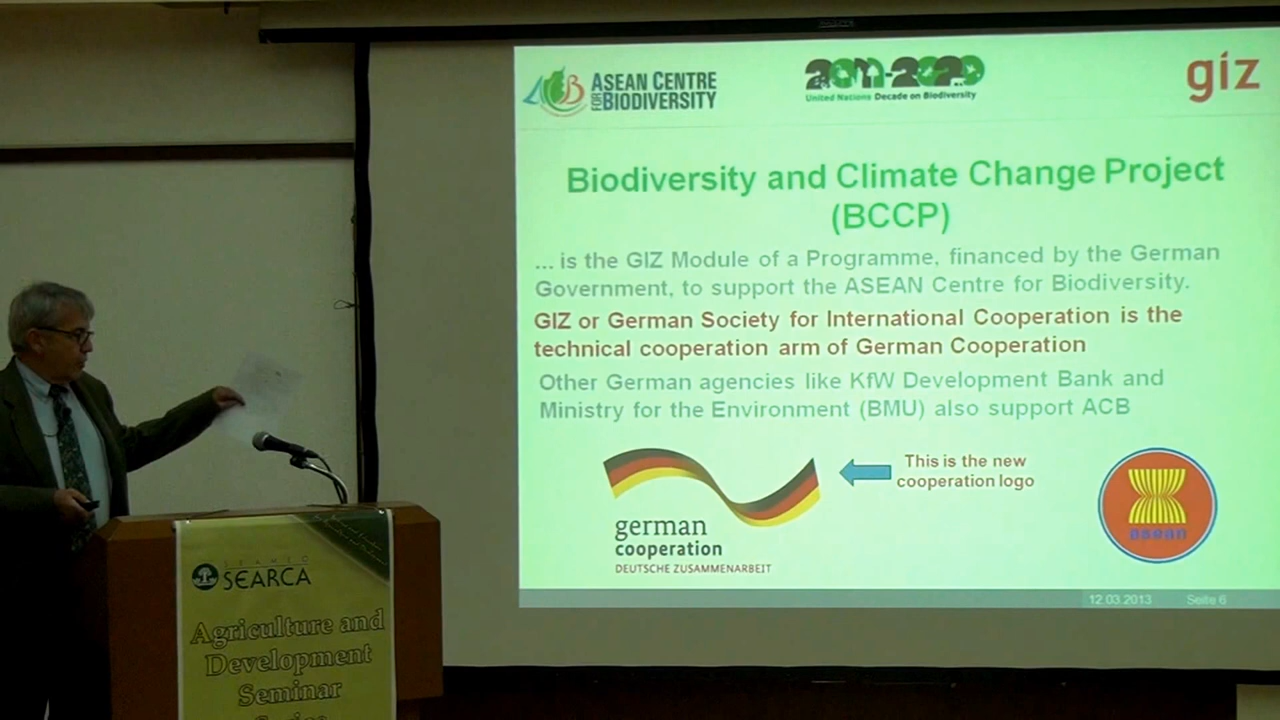 ASEAN CENTRE
FOR BIODIVERSITY
2011-2020
United Nations Decade on Biodiversity
giz
Biodiversity and Climate Change Project
(BCCP)
... is the GIZ Module of a Programme, financed by the German
Government, to support the ASEAN Centre for Biodiversity.
GIZ or German Society for International Cooperation is the
technical cooperation arm of German Cooperation
Other German agencies like KfW Development Bank and
Ministry for the Environment (BMU) also support ACB
This is the new
cooperation logo
german
cooperation
DEUTSCHE ZUSAMMENARBEIT
asean
12.03.2013 Seite 6
SEAMEO
SEARCA
Agriculture and
Development
Seminar
Series